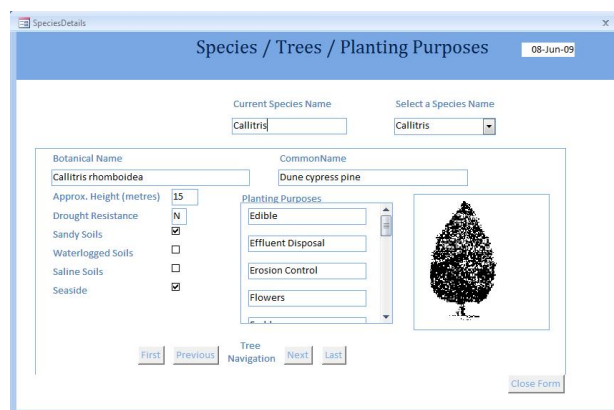 SpeciesDetails x
Species / Trees / Planting Purposes 08-Jun-09
Current Species Name Select a Species Name
Callitris Callitris
Botanical Name CommonName
Callitris rhomboidea Dune cypress pine
Approx. Height (metres) 15 Planting Purposes
Drought Resistance N Edible
Sandy Soils
Effluent Disposal
Waterlogged Soils
Saline Soils Erosion Control
Seaside
Flowers
Tree
First Previous Navigation Next Last
Close Form